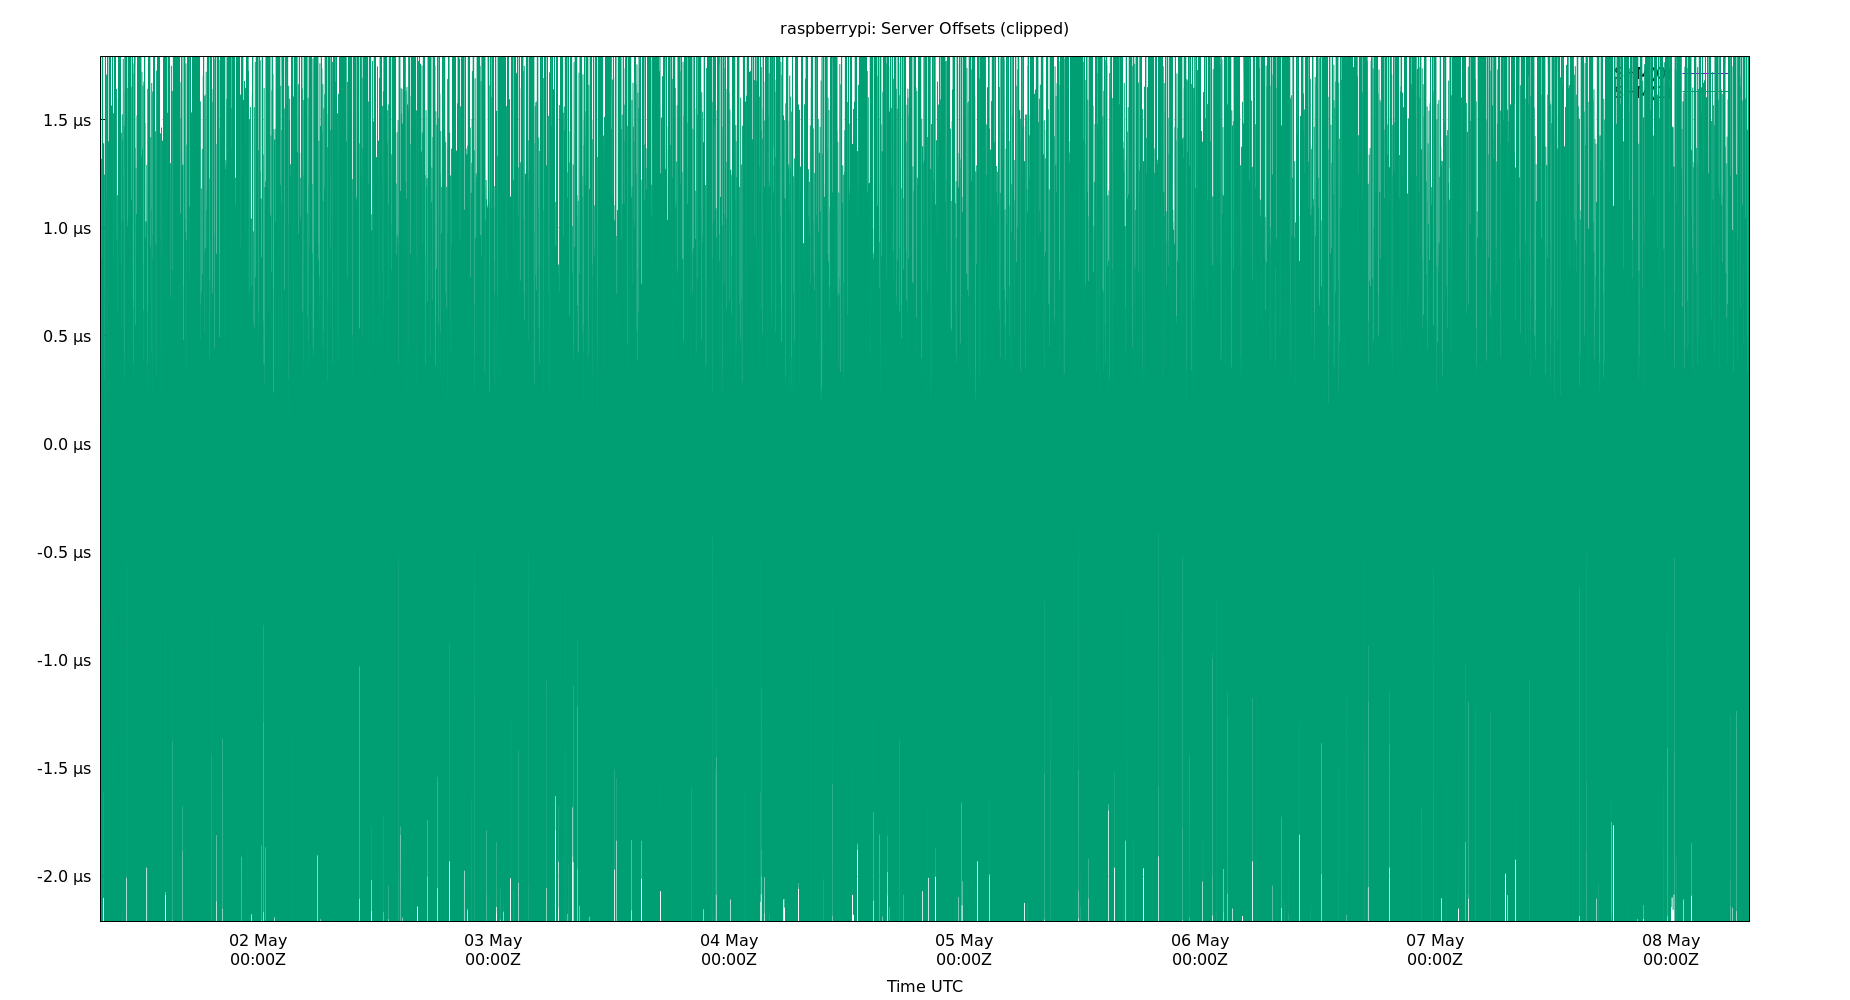 raspberrypi: Server Offsets (clipped)
1.5 µs
1.0 µs
0.5 µs
0.0 µs
-0.5 µs
-1.0 µs
-1.5 µs
-2.0 µs
02 May
00:00Z
03 May
00:00Z
04 May
00:00Z
05 May
00:00Z
06 May
00:00Z
07 May
00:00Z
08 May
00:00Z
Time UTC